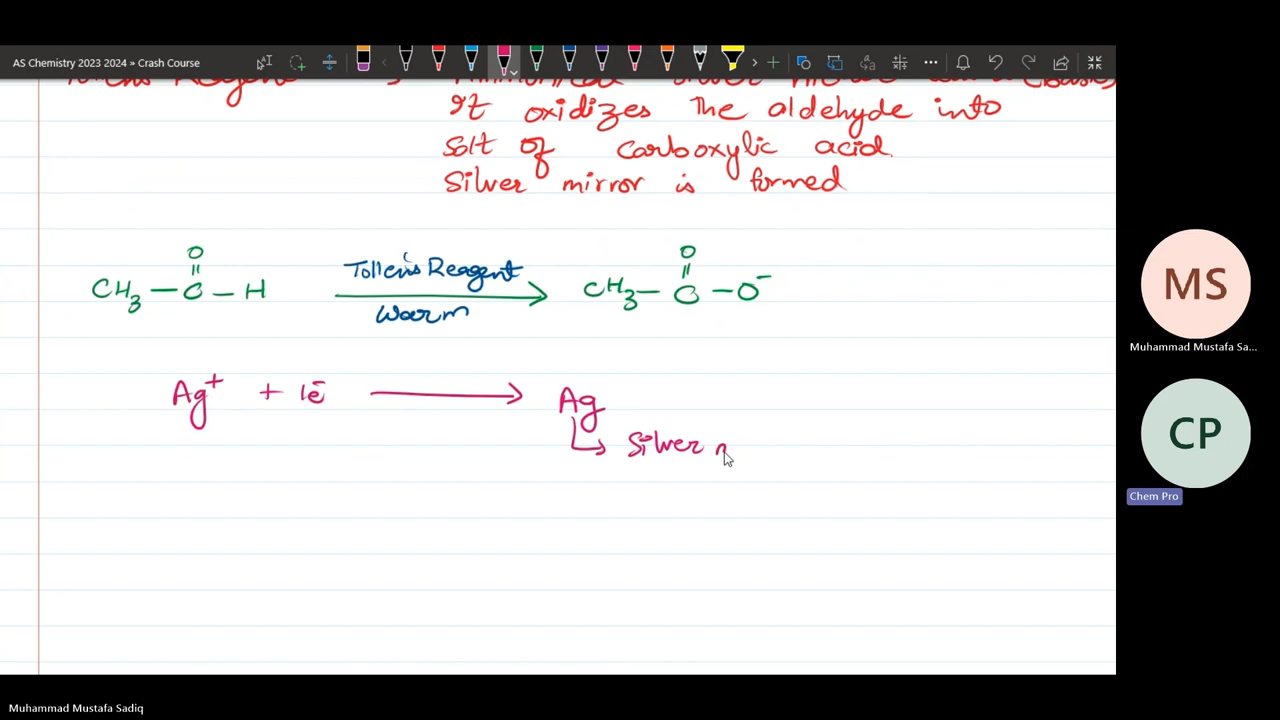 AS Chemistry 2023 2024 » Crash Course
It oxidizes the aldehyde into
salt of carboxylic acid.
Silver mirror is formed
O
||
CH3 — C — H
Tollen's Reagent
Warm
O
||
CH3 — C — O⁻
Ag⁺ + 1e⁻ ⟶ Ag
↳ Silver
MS
Muhammad Mustafa Sa...
CP
Chem Pro
Muhammad Mustafa Sadiq